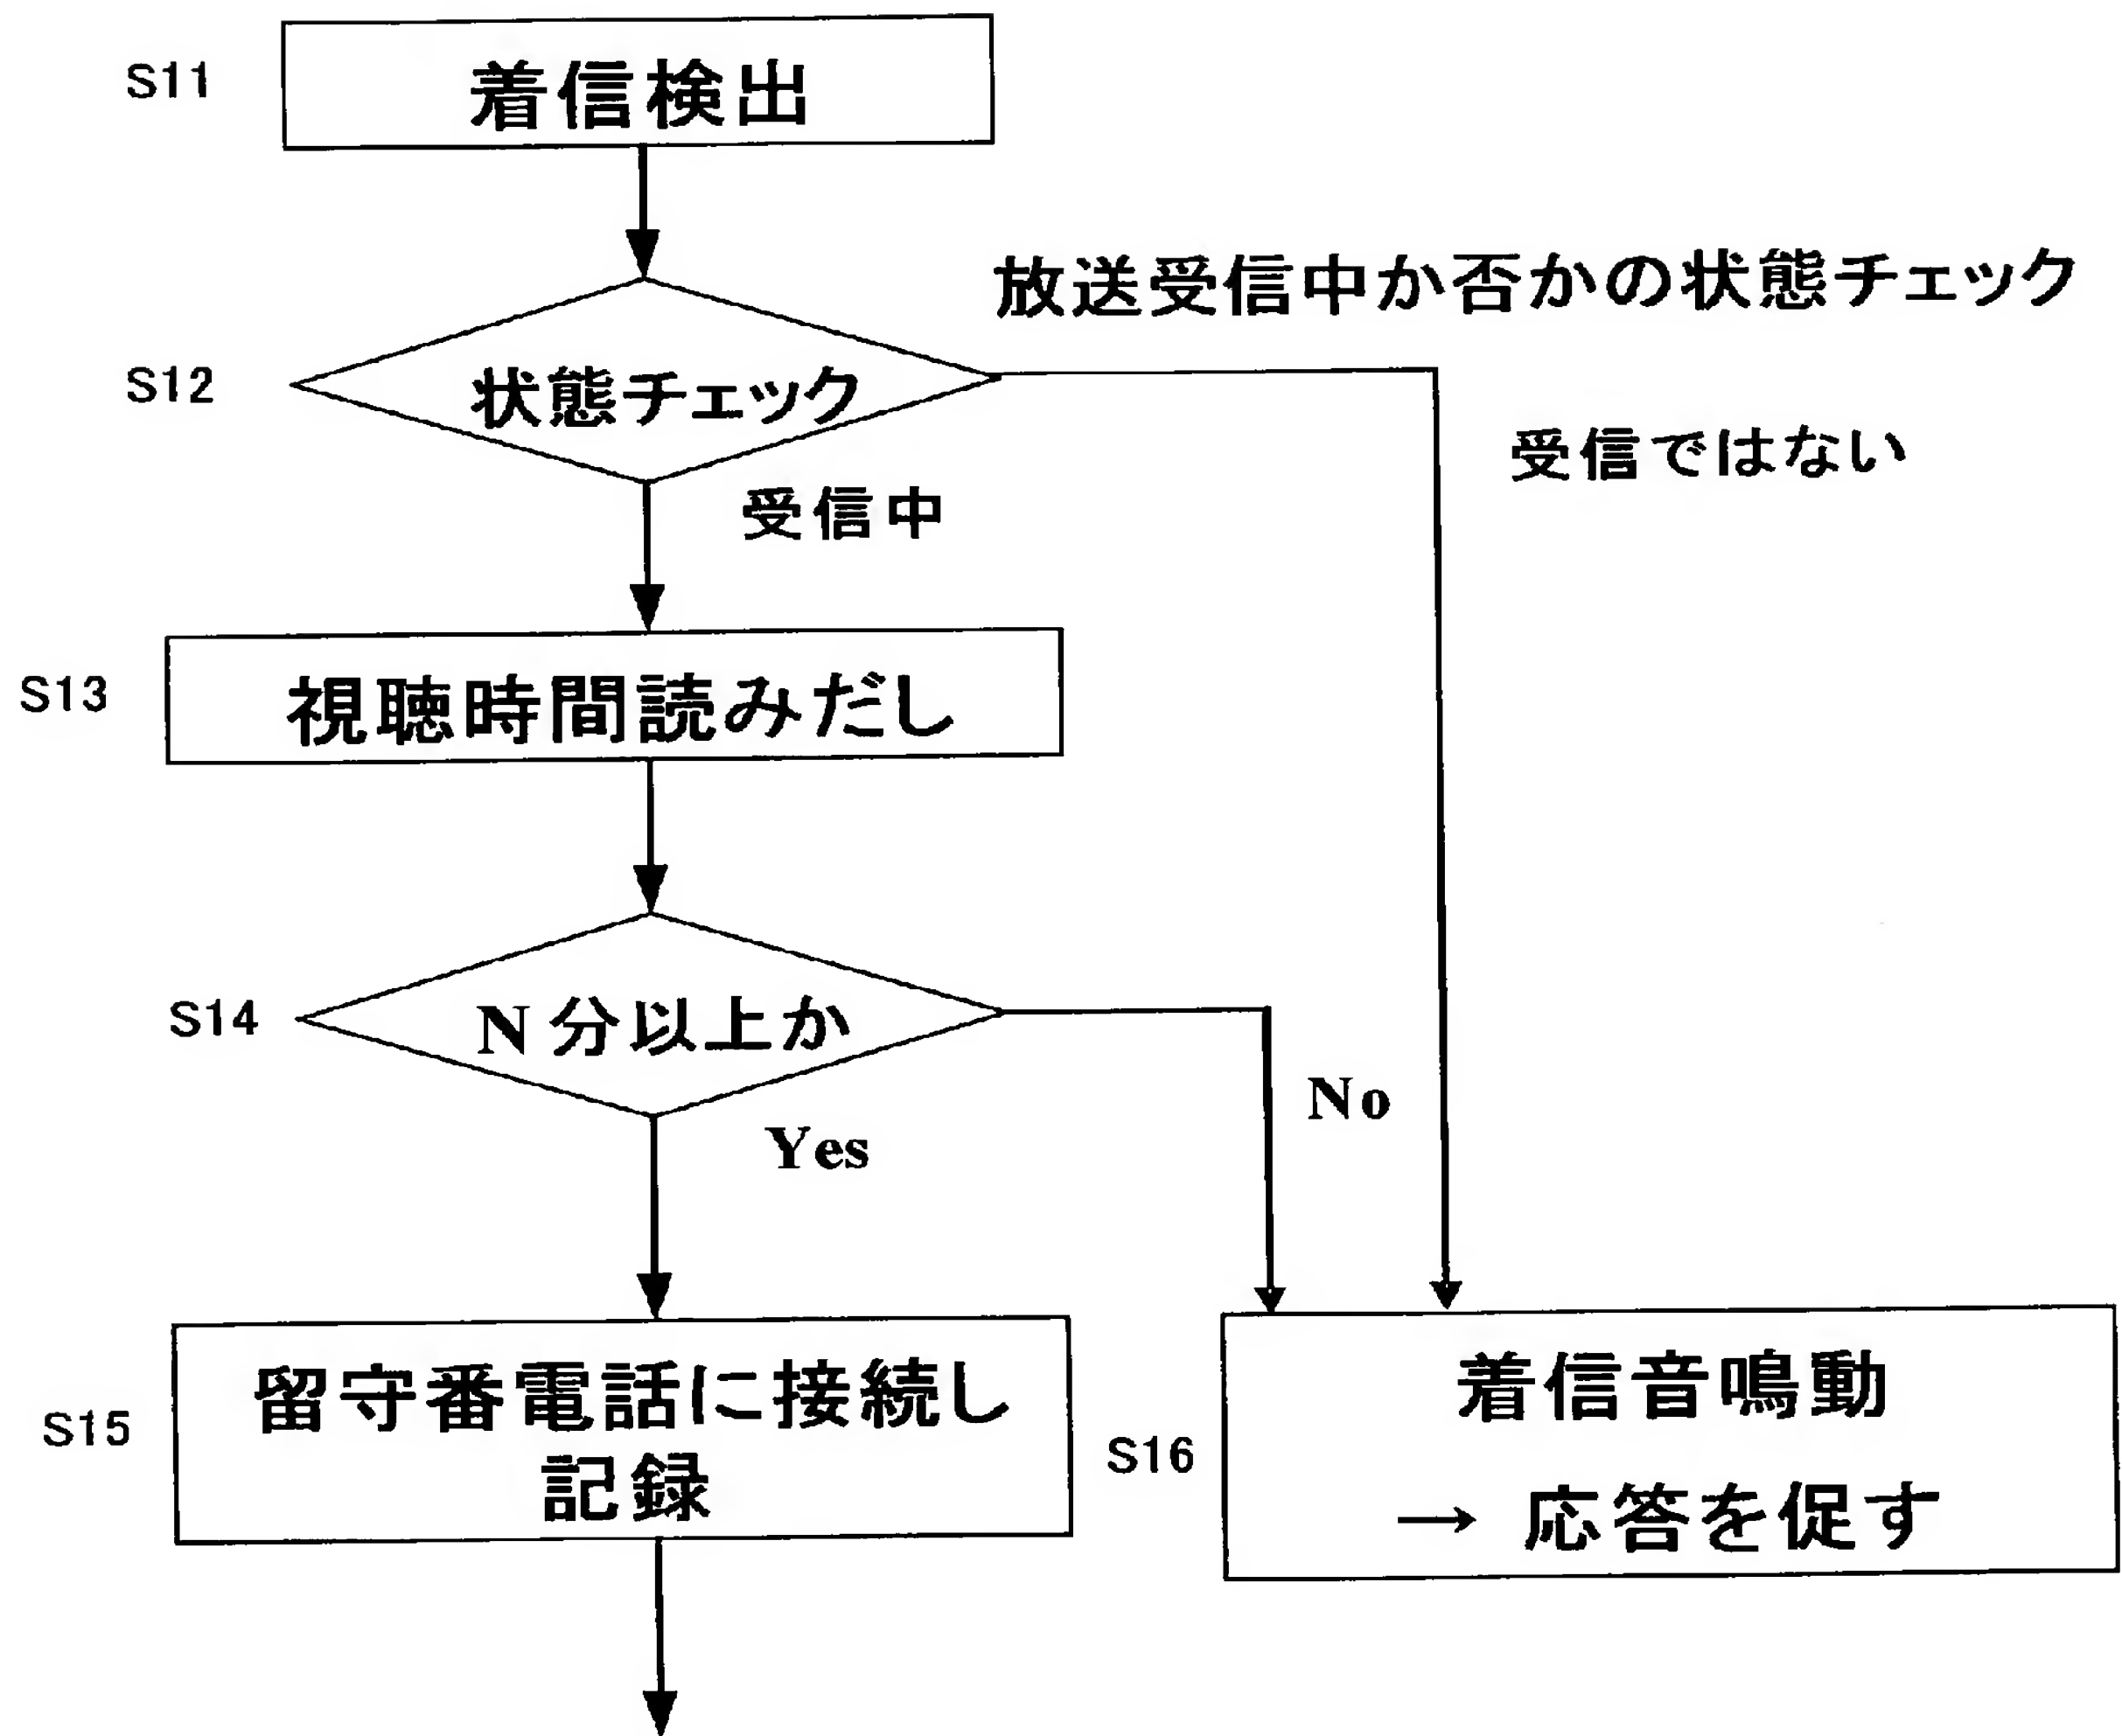 S11
着信検出
放送受信中か否かの状態チェック
S12
状態チェック
受信ではない
受信中
S13
視聴時間読みだし
S14
N分以上か
No
Yes
S15
留守番電話に接続し
記録
S16
着信音鳴動
→ 応答を促す